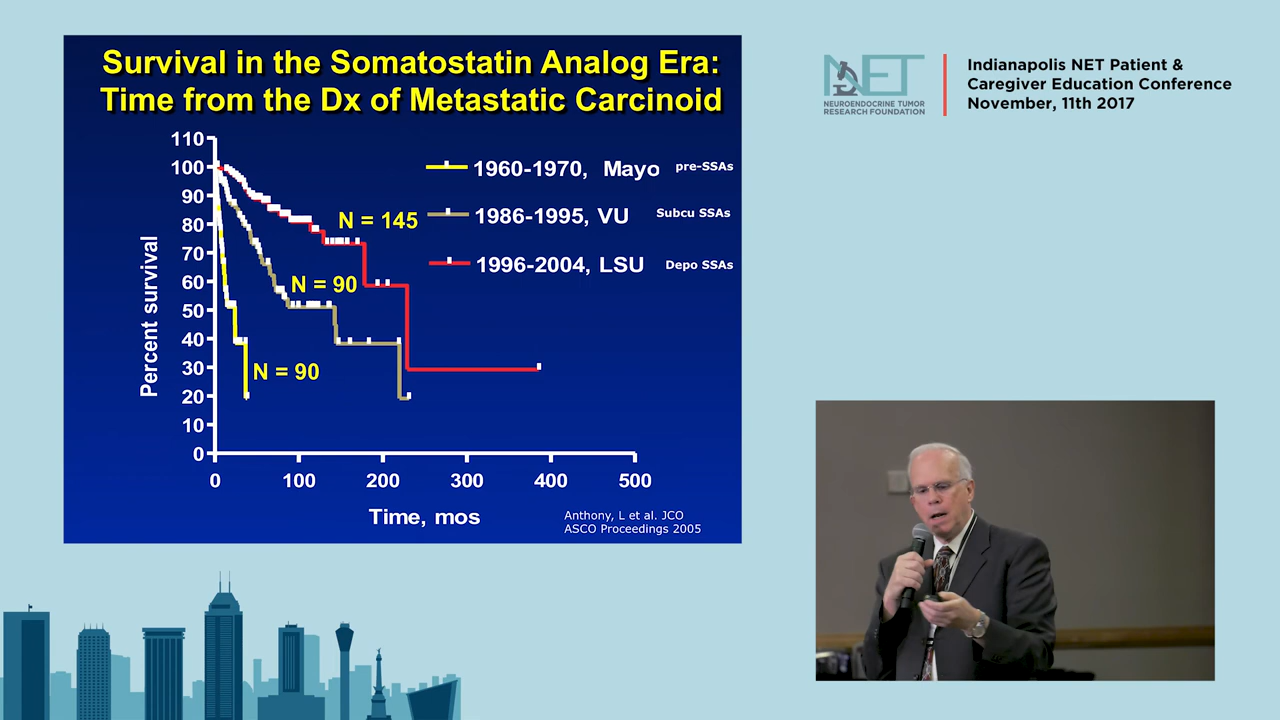 Survival in the Somatostatin Analog Era:
Time from the Dx of Metastatic Carcinoid
110
100
90
80
70
60
50
40
30
20
10
0
Percent survival
1960-1970, Mayo pre-SSAs
1986-1995, VU Subcu SSAs
1996-2004, LSU Depo SSAs
N = 145
N = 90
N = 90
0 100 200 300 400 500
Time, mos
Anthony, L et al. JCO
ASCO Proceedings 2005
NET
NEUROENDOCRINE TUMOR
RESEARCH FOUNDATION
Indianapolis NET Patient &
Caregiver Education Conference
November, 11th 2017